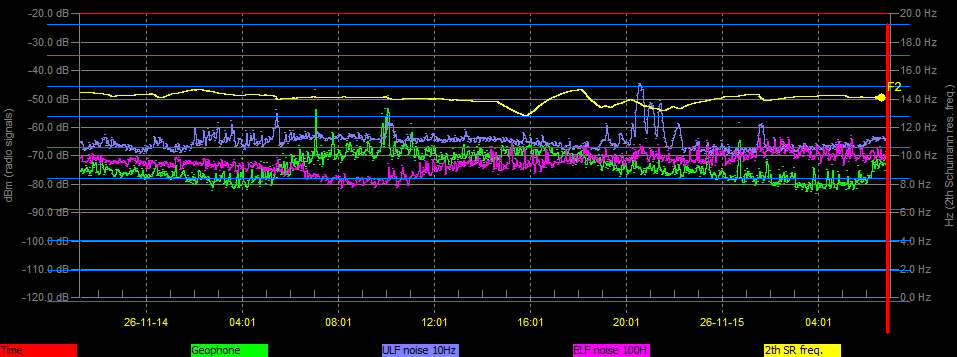 -20.0 dB 20.0 Hz
-30.0 dB 18.0 Hz
-40.0 dB 16.0 Hz
F2
-50.0 dB 14.0 Hz
-60.0 dB 12.0 Hz
-70.0 dB 10.0 Hz
-80.0 dB 8.0 Hz
-90.0 dB 6.0 Hz
-100.0 dB 4.0 Hz
-110.0 dB 2.0 Hz
-120.0 dB 0.0 Hz
dBm (radio signals)
Hz (2th Schumann res. freq.)
26-11-14 04:01 08:01 12:01 16:01 20:01 26-11-15 04:01
Time Geophone ULF noise 10Hz ELF noise 100H 2th SR freq.